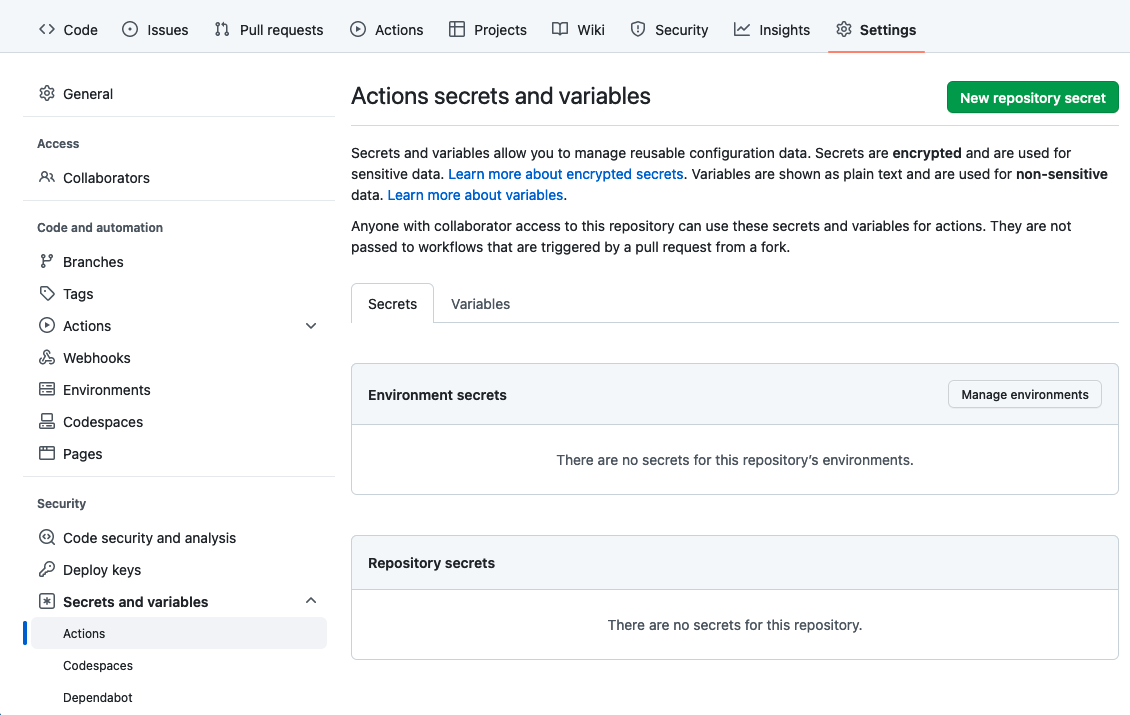 Code Issues Pull requests Actions Projects Wiki Security Insights Settings
General
Access
Collaborators
Code and automation
Branches
Tags
Actions
Webhooks
Environments
Codespaces
Pages
Security
Code security and analysis
Deploy keys
Secrets and variables
Actions
Codespaces
Dependabot
Actions secrets and variables
New repository secret
Secrets and variables allow you to manage reusable configuration data. Secrets are encrypted and are used for
sensitive data. Learn more about encrypted secrets. Variables are shown as plain text and are used for non-sensitive
data. Learn more about variables.
Anyone with collaborator access to this repository can use these secrets and variables for actions. They are not
passed to workflows that are triggered by a pull request from a fork.
Secrets Variables
Environment secrets
Manage environments
There are no secrets for this repository’s environments.
Repository secrets
There are no secrets for this repository.